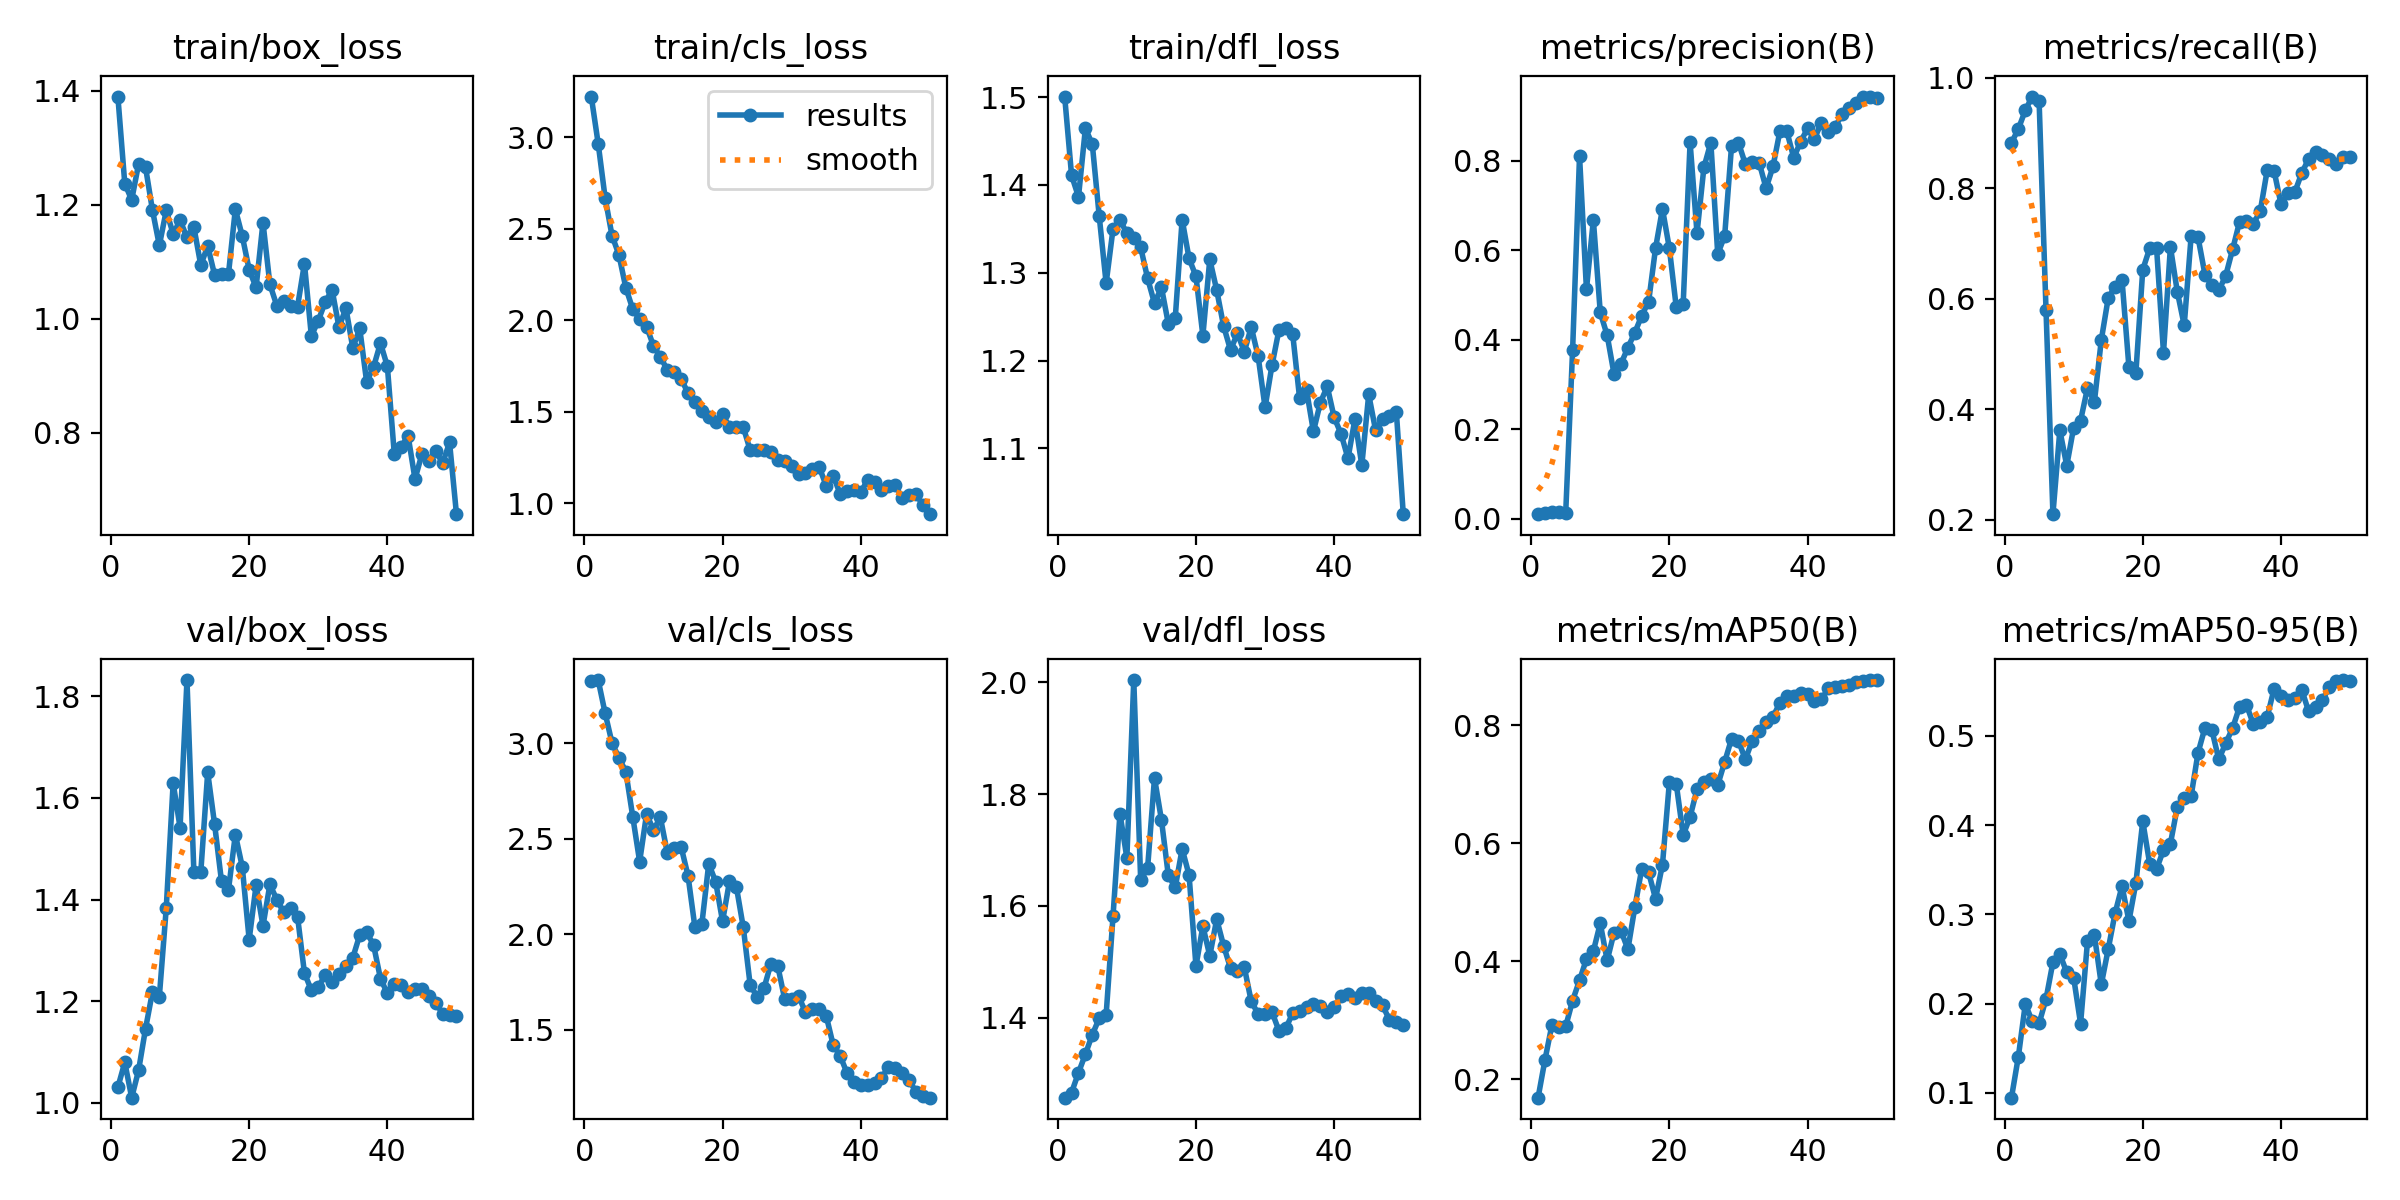 train/box_loss
1.4
1.2
1.0
0.8
0 20 40
train/cls_loss
results
smooth
3.0
2.5
2.0
1.5
1.0
0 20 40
train/dfl_loss
1.5
1.4
1.3
1.2
1.1
0 20 40
metrics/precision(B)
0.8
0.6
0.4
0.2
0.0
0 20 40
metrics/recall(B)
1.0
0.8
0.6
0.4
0.2
0 20 40
val/box_loss
1.8
1.6
1.4
1.2
1.0
0 20 40
val/cls_loss
3.0
2.5
2.0
1.5
0 20 40
val/dfl_loss
2.0
1.8
1.6
1.4
0 20 40
metrics/mAP50(B)
0.8
0.6
0.4
0.2
0 20 40
metrics/mAP50-95(B)
0.5
0.4
0.3
0.2
0.1
0 20 40